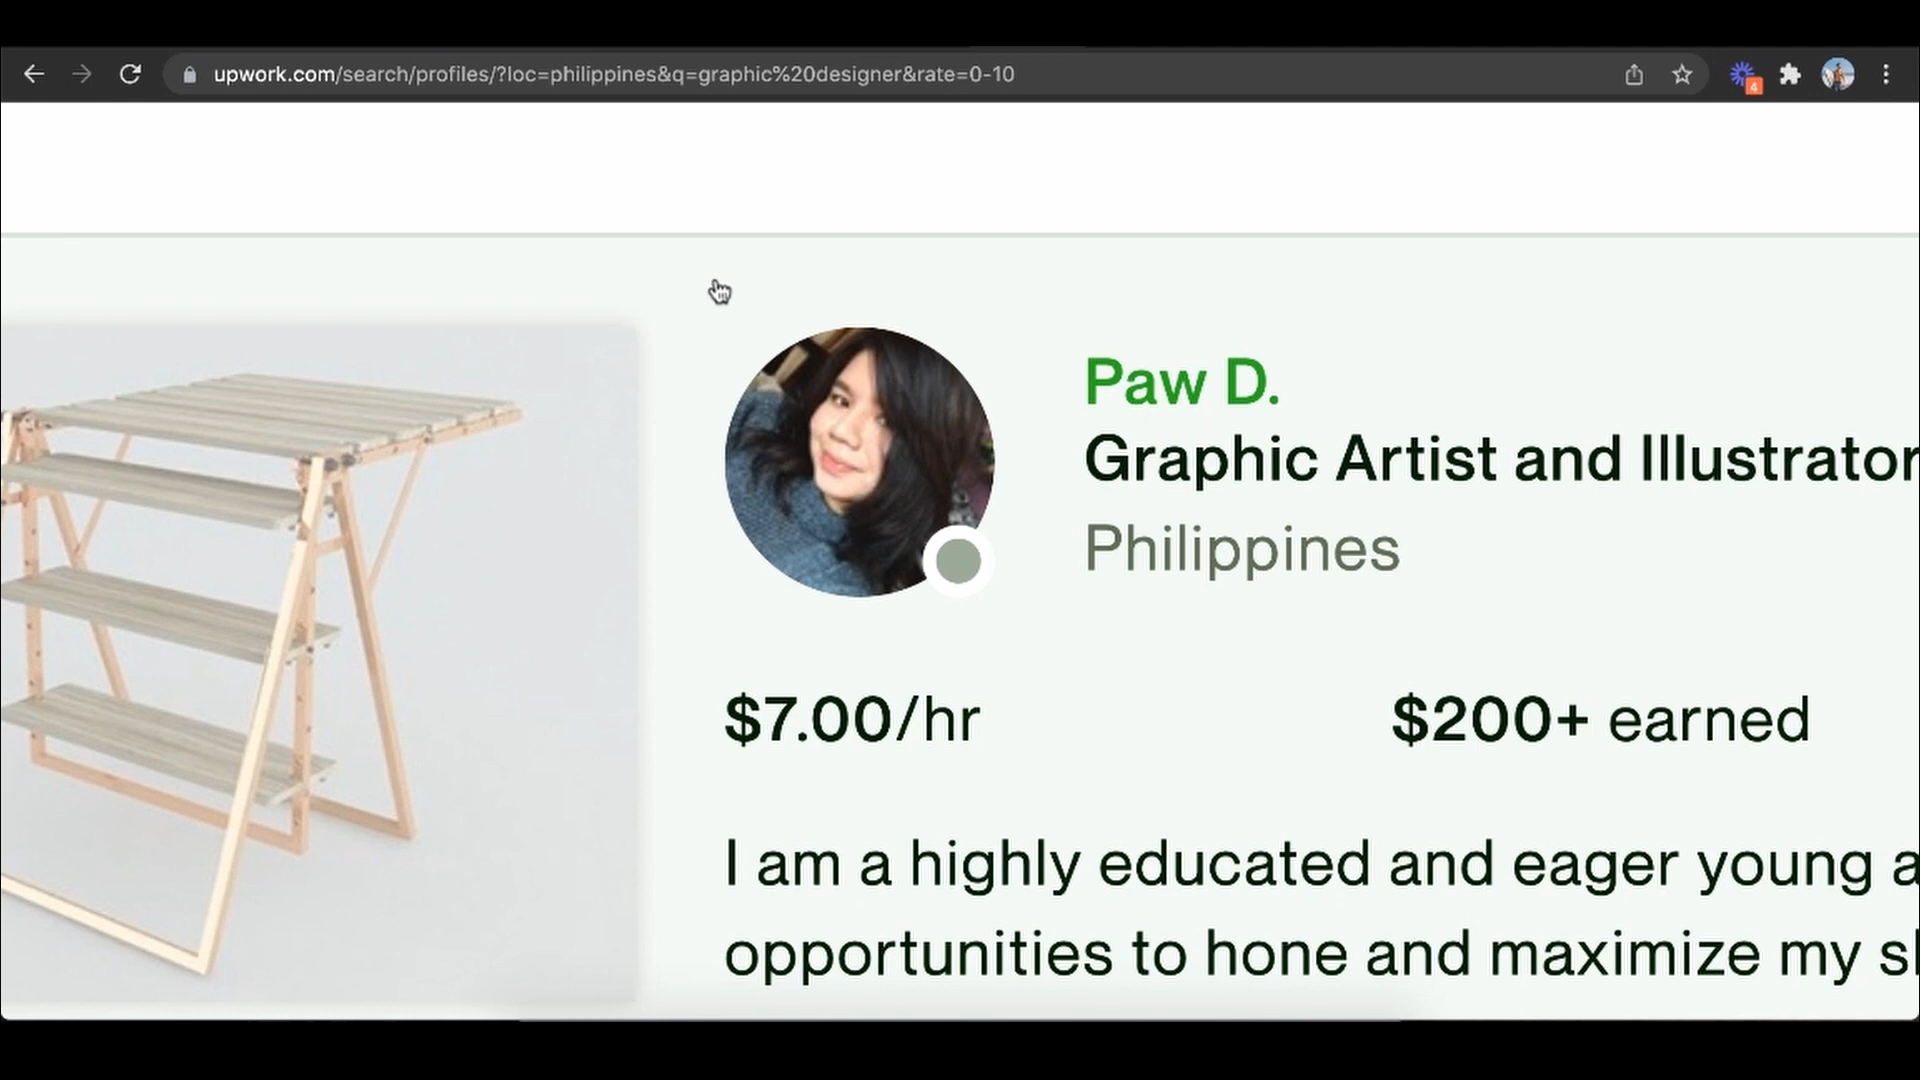 upwork.com/search/profiles/?loc=philippines&q=graphic%20designer&rate=0-10
4
Paw D.
Graphic Artist and Illustrator
Philippines
$7.00/hr
$200+ earned
I am a highly educated and eager young a
opportunities to hone and maximize my